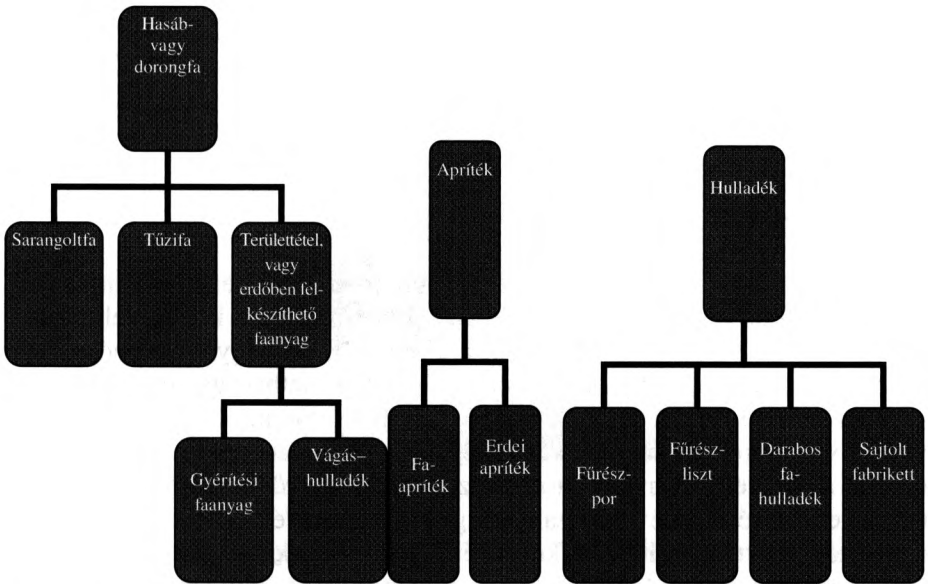 Hasáb-
vagy
dorongfa
Apríték
Hulladék
Sarangoltfa
Tűzifa
Területtétel,
vagy
erdőben fel-
készíthető
faanyag
Gyérítési
faanyag
Vágás–
hulladék
Fa-
apríték
Erdei
apríték
Fűrész-
por
Fűrész-
liszt
Darabos
fa-
hulladék
Sajtolt
fabrikett